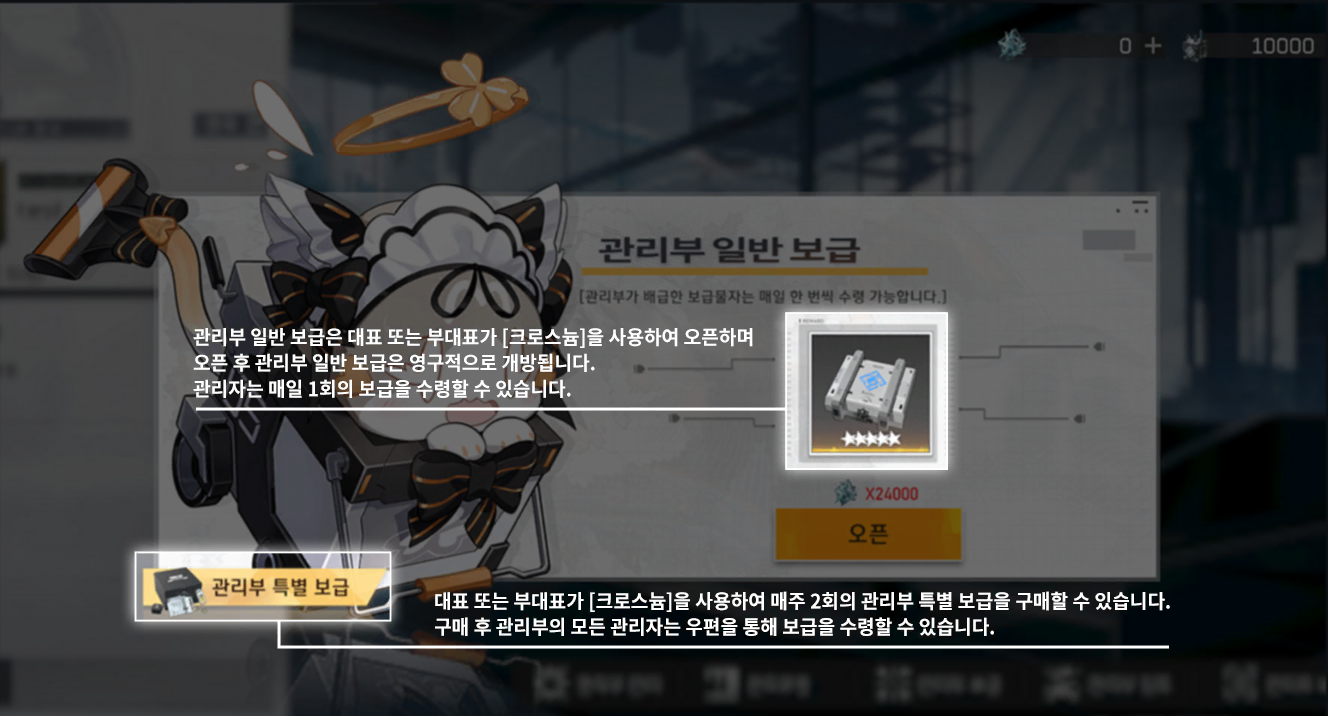 0 +
10000
관리부 일반 보급
[관리부가 배급한 보급물자는 매일 한 번씩 수령 가능합니다.]
관리부 일반 보급은 대표 또는 부대표가 [크로스늄]을 사용하여 오픈하며
오픈 후 관리부 일반 보급은 영구적으로 개방됩니다.
관리자는 매일 1회의 보급을 수령할 수 있습니다.
X24000
오픈
관리부 특별 보급
대표 또는 부대표가 [크로스늄]을 사용하여 매주 2회의 관리부 특별 보급을 구매할 수 있습니다.
구매 후 관리부의 모든 관리자는 우편을 통해 보급을 수령할 수 있습니다.